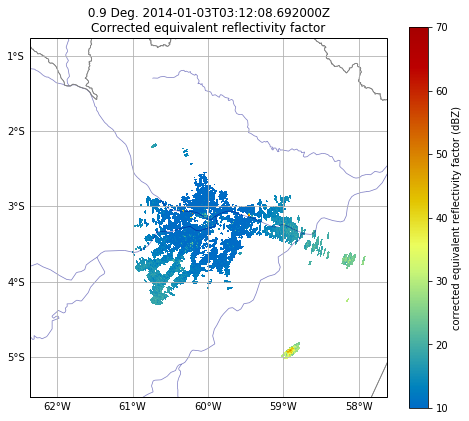 0.9 Deg. 2014-01-03T03:12:08.692000Z
Corrected equivalent reflectivity factor
1°S
2°S
3°S
4°S
5°S
62°W 61°W 60°W 59°W 58°W
70
60
50
40
30
20
10
corrected equivalent reflectivity factor (dBZ)